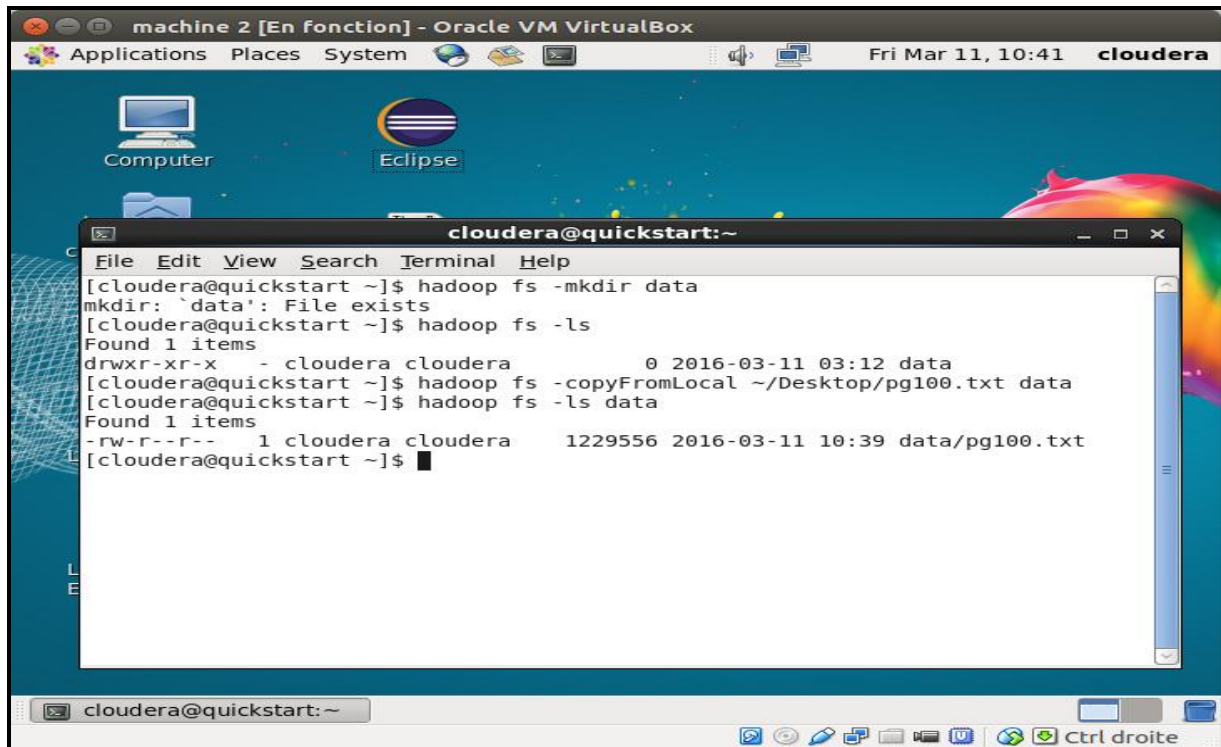 machine 2 [En fonction] - Oracle VM VirtualBox
Applications Places System Fri Mar 11, 10:41 cloudera
Computer
Eclipse
cloudera@quickstart:~
File Edit View Search Terminal Help
[cloudera@quickstart ~]$ hadoop fs -mkdir data
mkdir: `data': File exists
[cloudera@quickstart ~]$ hadoop fs -ls
Found 1 items
drwxr-xr-x   - cloudera cloudera          0 2016-03-11 03:12 data
[cloudera@quickstart ~]$ hadoop fs -copyFromLocal ~/Desktop/pg100.txt data
[cloudera@quickstart ~]$ hadoop fs -ls data
Found 1 items
-rw-r--r--   1 cloudera cloudera    1229556 2016-03-11 10:39 data/pg100.txt
[cloudera@quickstart ~]$
cloudera@quickstart:~
Ctrl droite